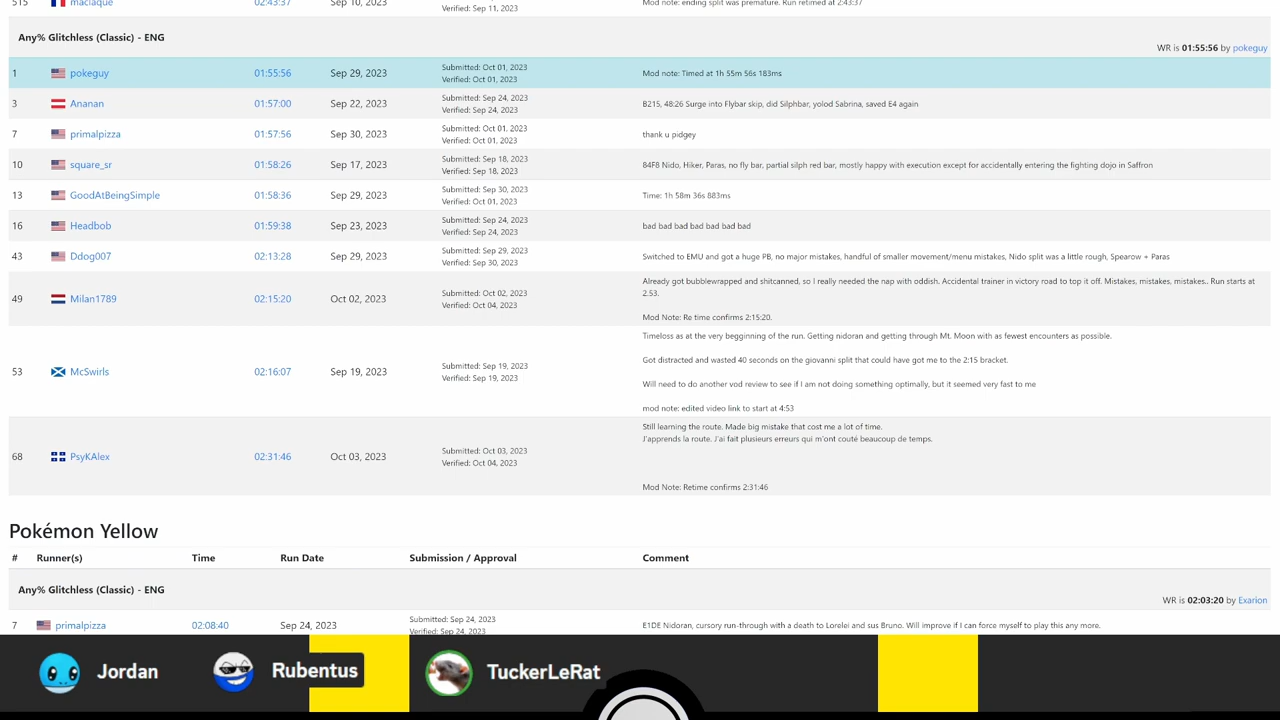 515 maclaque 02:43:37 Sep 10, 2023 Verified: Sep 11, 2023 Mod note: ending split was premature. Run retimed at 2:43:37
Any% Glitchless (Classic) - ENG
WR is 01:55:56 by pokeguy
1 pokeguy 01:55:56 Sep 29, 2023 Submitted: Oct 01, 2023 Mod note: Timed at 1h 55m 56s 183ms
Verified: Oct 01, 2023
3 Ananan 01:57:00 Sep 22, 2023 Submitted: Sep 24, 2023 B215, 48:26 Surge into Flybar skip, did Silphbar, yolod Sabrina, saved E4 again
Verified: Sep 24, 2023
7 primalpizza 01:57:56 Sep 30, 2023 Submitted: Oct 01, 2023 thank u pidgey
Verified: Oct 01, 2023
10 square_sr 01:58:26 Sep 17, 2023 Submitted: Sep 18, 2023 84F8 Nido, Hiker, Paras, no fly bar, partial silph red bar, mostly happy with execution except for accidentally entering the fighting dojo in Saffron
Verified: Sep 18, 2023
13 GoodAtBeingSimple 01:58:36 Sep 29, 2023 Submitted: Sep 30, 2023 Time: 1h 58m 36s 883ms
Verified: Oct 01, 2023
16 Headbob 01:59:38 Sep 23, 2023 Submitted: Sep 24, 2023 bad bad bad bad bad bad bad
Verified: Sep 24, 2023
43 Ddog007 02:13:28 Sep 29, 2023 Submitted: Sep 29, 2023 Switched to EMU and got a huge PB, no major mistakes, handful of smaller movement/menu mistakes, Nido split was a little rough, Spearow + Paras
Verified: Sep 30, 2023
49 Milan1789 02:15:20 Oct 02, 2023 Submitted: Oct 02, 2023 Already got bubblewrapped and shitcanned, so I really needed the nap with oddish. Accidental trainer in victory road to top it off. Mistakes, mistakes, mistakes.. Run starts at
Verified: Oct 04, 2023 2.53.
Mod Note: Re time confirms 2:15:20.
53 McSwirls 02:16:07 Sep 19, 2023 Submitted: Sep 19, 2023 Timeloss as at the very begginning of the run. Getting nidoran and getting through Mt. Moon with as fewest encounters as possible.
Verified: Sep 19, 2023 Got distracted and wasted 40 seconds on the giovanni split that could have got me to the 2:15 bracket.
Will need to do another vod review to see if I am not doing something optimally, but it seemed very fast to me
mod note: edited video link to start at 4:53
68 PsyKAlex 02:31:46 Oct 03, 2023 Submitted: Oct 03, 2023 Still learning the route. Made big mistake that cost me a lot of time.
Verified: Oct 04, 2023 J'apprends la route. J'ai fait plusieurs erreurs qui m'ont couté beaucoup de temps.
Mod Note: Retime confirms 2:31:46
Pokémon Yellow
# Runner(s) Time Run Date Submission / Approval Comment
Any% Glitchless (Classic) - ENG
WR is 02:03:20 by Exarion
7 primalpizza 02:08:40 Sep 24, 2023 Submitted: Sep 24, 2023 E1DE Nidoran, cursory run-through with a death to Lorelei and sus Bruno. Will improve if I can force myself to play this any more.
Verified: Sep 24, 2023
Jordan Rubentus TuckerLeRat